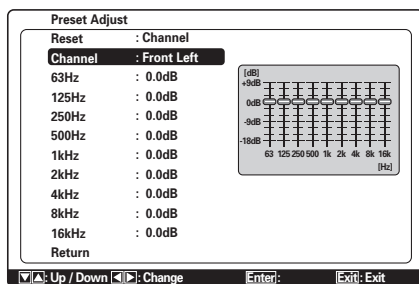 Preset Adjust
Reset : Channel
Channel : Front Left
63Hz : 0.0dB
125Hz : 0.0dB
250Hz : 0.0dB
500Hz : 0.0dB
1kHz : 0.0dB
2kHz : 0.0dB
4kHz : 0.0dB
8kHz : 0.0dB
16kHz : 0.0dB
Return
[dB]
+9dB
0dB
-9dB
-18dB
63 125 250 500 1k 2k 4k 8k 16k
[Hz]
▼▲: Up / Down ◀▶: Change Enter: Exit: Exit